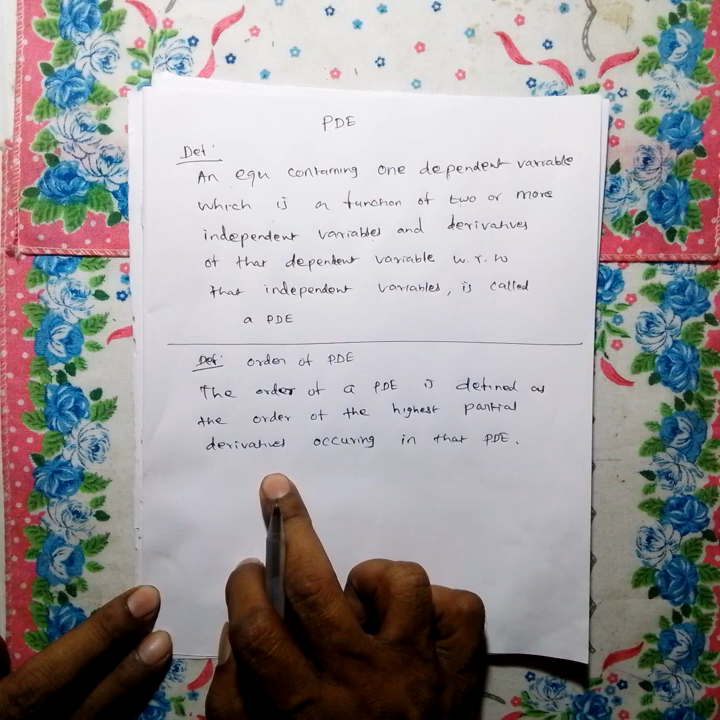 PDE
Def:
An equ containing one dependent variable
which is a function of two or more
independent variables and derivatives
of that dependent variable w.r.to
that independent variables, is called
a PDE
Def: order of PDE
The order of a PDE is defined as
the order of the highest partial
derivatives occuring in that PDE.